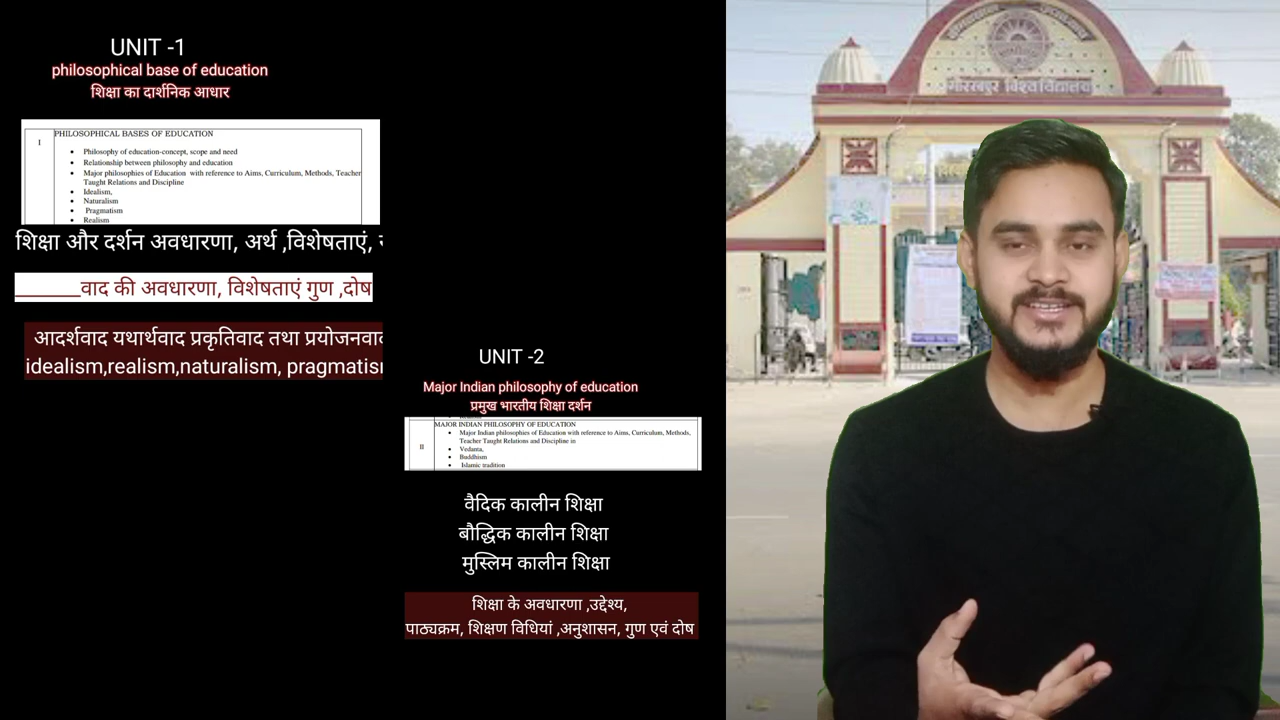 UNIT -1
philosophical base of education
शिक्षा का दार्शनिक आधार
PHILOSOPHICAL BASES OF EDUCATION
I
• Philosophy of education-concept, scope and need
• Relationship between philosophy and education
• Major philosophies of Education with reference to Aims, Curriculum, Methods, Teacher
Taught Relations and Discipline
• Idealism,
• Naturalism
• Pragmatism
• Realism
शिक्षा और दर्शन अवधारणा, अर्थ ,विशेषताएं,
_______वाद की अवधारणा, विशेषताएं गुण ,दोष
आदर्शवाद यथार्थवाद प्रकृतिवाद तथा प्रयोजनवाद
idealism,realism,naturalism, pragmatism
UNIT -2
Major Indian philosophy of education
प्रमुख भारतीय शिक्षा दर्शन
MAJOR INDIAN PHILOSOPHY OF EDUCATION
• Major Indian philosophies of Education with reference to Aims, Curriculum, Methods,
II
Teacher Taught Relations and Discipline in
• Vedanta,
• Buddhism
• Islamic tradition
वैदिक कालीन शिक्षा
बौद्धिक कालीन शिक्षा
मुस्लिम कालीन शिक्षा
शिक्षा के अवधारणा ,उद्देश्य,
पाठ्यक्रम, शिक्षण विधियां ,अनुशासन, गुण एवं दोष
गोरखपुर विश्वविद्यालय